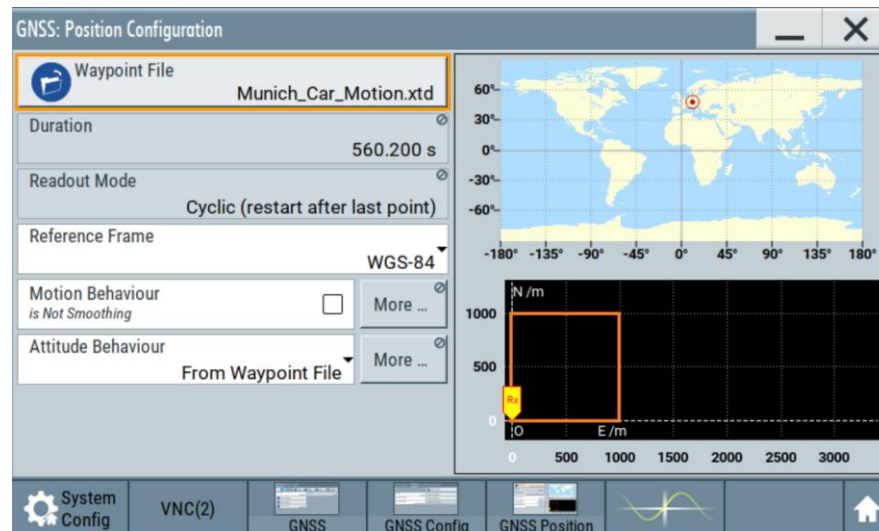 GNSS: Position Configuration
Waypoint File
Munich_Car_Motion.xtd
Duration
560.200 s
Readout Mode
Cyclic (restart after last point)
Reference Frame
WGS-84
Motion Behaviour
is Not Smoothing
More ...
Attitude Behaviour
From Waypoint File
More ...
60°
30°
0°
-30°
-60°
-180° -135° -90° -45° 0° 45° 90° 135° 180°
N /m
1000
500
Rx
0
O E /m
0 500 1000 1500 2000 2500 3000
System
Config
VNC(2)
GNSS
GNSS Config
GNSS Position